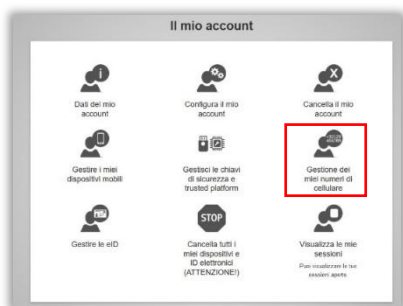 Il mio account
Dati del mio
account
Configura il mio
account
Cancella il mio
account
Gestire i miei
dispositivi mobili
Gestisci le chiavi
di sicurezza e
trusted platform
Gestione dei
miei numeri di
cellulare
Gestire le eID
STOP
Cancella tutti i
miei dispositivi e
ID elettronici
(ATTENZIONE!)
Visualizza le mie
sessioni
Puoi visualizzare le tue
sessioni aperte